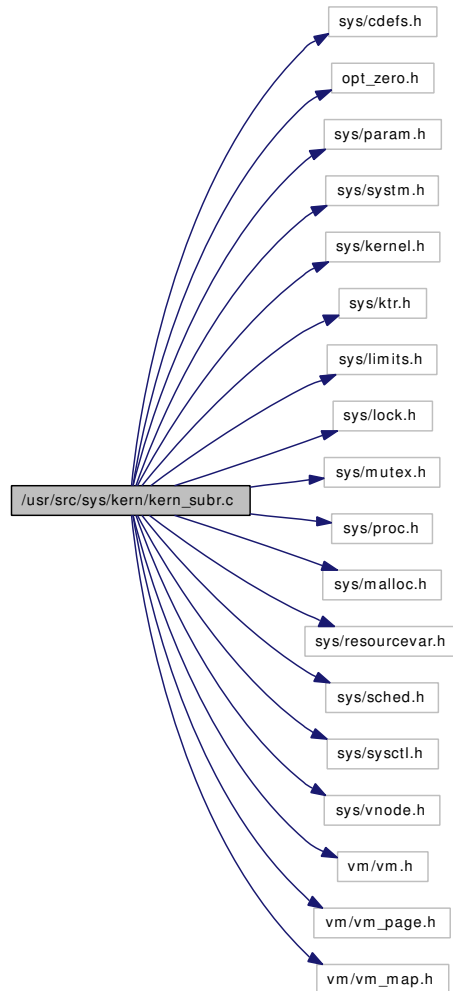 sys/cdefs.h
opt_zero.h
sys/param.h
sys/systm.h
sys/kernel.h
sys/ktr.h
sys/limits.h
sys/lock.h
sys/mutex.h
/usr/src/sys/kern/kern_subr.c
sys/proc.h
sys/malloc.h
sys/resourcevar.h
sys/sched.h
sys/sysctl.h
sys/vnode.h
vm/vm.h
vm/vm_page.h
vm/vm_map.h